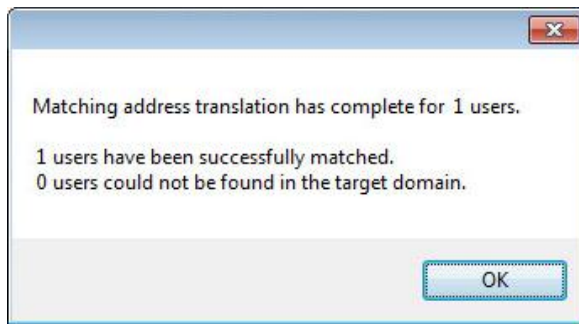 Matching address translation has complete for 1 users.
1 users have been successfully matched.
0 users could not be found in the target domain.
OK